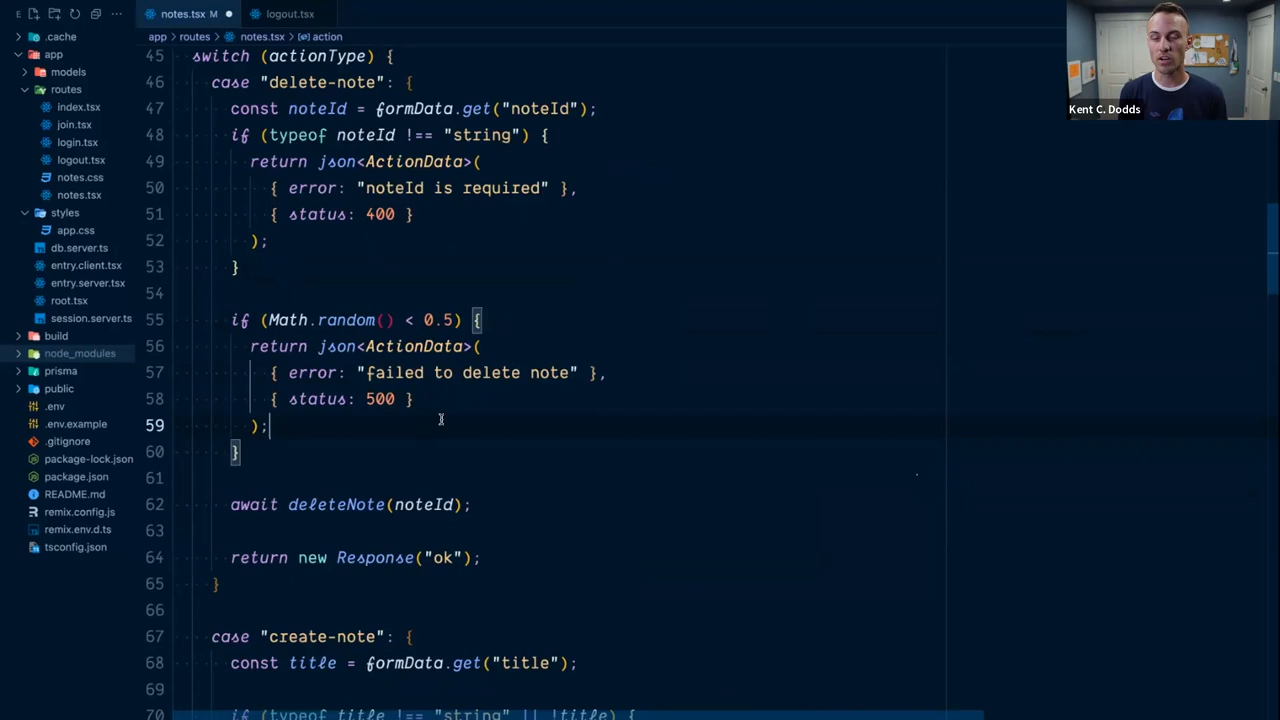 E
notes.tsx M
logout.tsx
app
routes
notes.tsx
action
.cache
app
models
routes
index.tsx
join.tsx
login.tsx
logout.tsx
notes.css
notes.tsx
styles
app.css
db.server.ts
entry.client.tsx
entry.server.tsx
root.tsx
session.server.ts
build
node_modules
prisma
public
.env
.env.example
.gitignore
package-lock.json
package.json
README.md
remix.config.js
remix.env.d.ts
tsconfig.json
45 switch (actionType) {
46 case "delete-note": {
47 const noteId = formData.get("noteId");
48 if (typeof noteId !== "string") {
49 return json<ActionData>(
50 { error: "noteId is required" },
51 { status: 400 }
52 );
53 }
54
55 if (Math.random() < 0.5) {
56 return json<ActionData>(
57 { error: "failed to delete note" },
58 { status: 500 }
59 );
60 }
61
62 await deleteNote(noteId);
63
64 return new Response("ok");
65 }
66
67 case "create-note": {
68 const title = formData.get("title");
69
70 if (typeof title !== "string" || !title) {
Kent C. Dodds